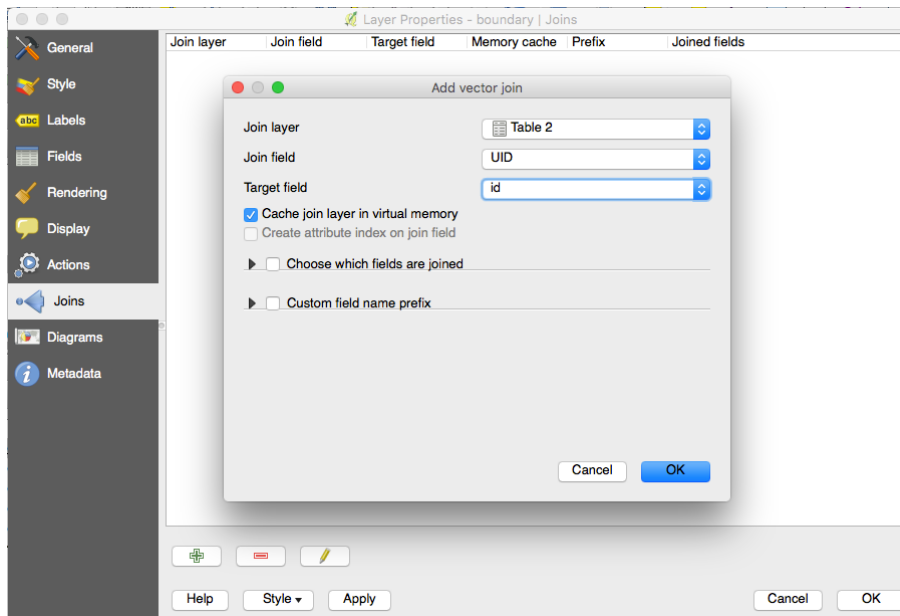 Layer Properties - boundary | Joins
General
Style
abc Labels
Fields
Rendering
Display
Actions
Joins
Diagrams
i Metadata
Join layer Join field Target field Memory cache Prefix Joined fields
Add vector join
Join layer Table 2
Join field UID
Target field id
Cache join layer in virtual memory
Create attribute index on join field
Choose which fields are joined
Custom field name prefix
Cancel OK
Help Style Apply Cancel OK